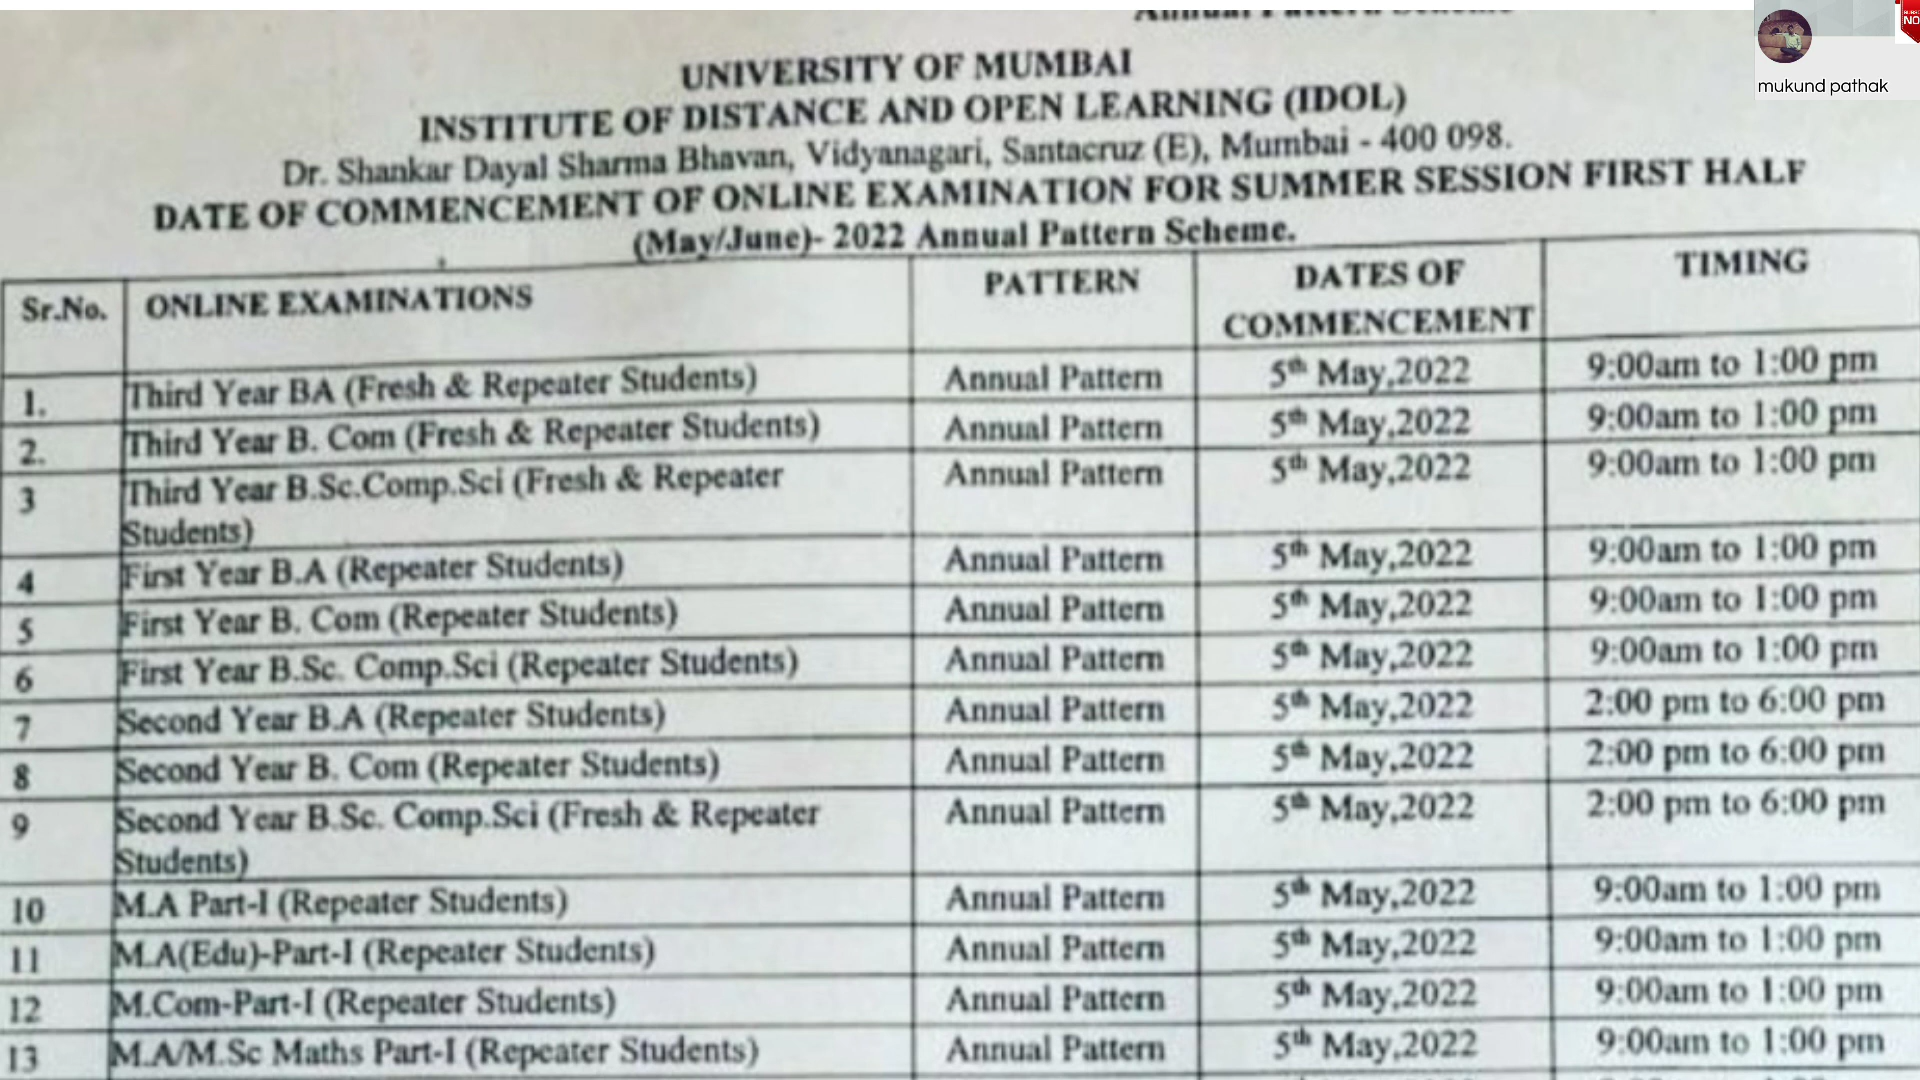 Annual Pattern Scheme
UNIVERSITY OF MUMBAI
INSTITUTE OF DISTANCE AND OPEN LEARNING (IDOL)
Dr. Shankar Dayal Sharma Bhavan, Vidyanagari, Santacruz (E), Mumbai - 400 098.
DATE OF COMMENCEMENT OF ONLINE EXAMINATION FOR SUMMER SESSION FIRST HALF
(May/June)- 2022 Annual Pattern Scheme.
Sr.No. ONLINE EXAMINATIONS PATTERN DATES OF COMMENCEMENT TIMING
1. Third Year BA (Fresh & Repeater Students) Annual Pattern 5th May,2022 9:00am to 1:00 pm
2. Third Year B. Com (Fresh & Repeater Students) Annual Pattern 5th May,2022 9:00am to 1:00 pm
3 Third Year B.Sc.Comp.Sci (Fresh & Repeater Annual Pattern 5th May,2022 9:00am to 1:00 pm
Students)
4 First Year B.A (Repeater Students) Annual Pattern 5th May,2022 9:00am to 1:00 pm
5 First Year B. Com (Repeater Students) Annual Pattern 5th May,2022 9:00am to 1:00 pm
6 First Year B.Sc. Comp.Sci (Repeater Students) Annual Pattern 5th May,2022 9:00am to 1:00 pm
7 Second Year B.A (Repeater Students) Annual Pattern 5th May,2022 2:00 pm to 6:00 pm
8 Second Year B. Com (Repeater Students) Annual Pattern 5th May,2022 2:00 pm to 6:00 pm
9 Second Year B.Sc. Comp.Sci (Fresh & Repeater Annual Pattern 5th May,2022 2:00 pm to 6:00 pm
Students)
10 M.A Part-I (Repeater Students) Annual Pattern 5th May,2022 9:00am to 1:00 pm
11 M.A(Edu)-Part-I (Repeater Students) Annual Pattern 5th May,2022 9:00am to 1:00 pm
12 M.Com-Part-I (Repeater Students) Annual Pattern 5th May,2022 9:00am to 1:00 pm
13 M.A/M.Sc Maths Part-I (Repeater Students) Annual Pattern 5th May,2022 9:00am to 1:00 pm
mukund pathak